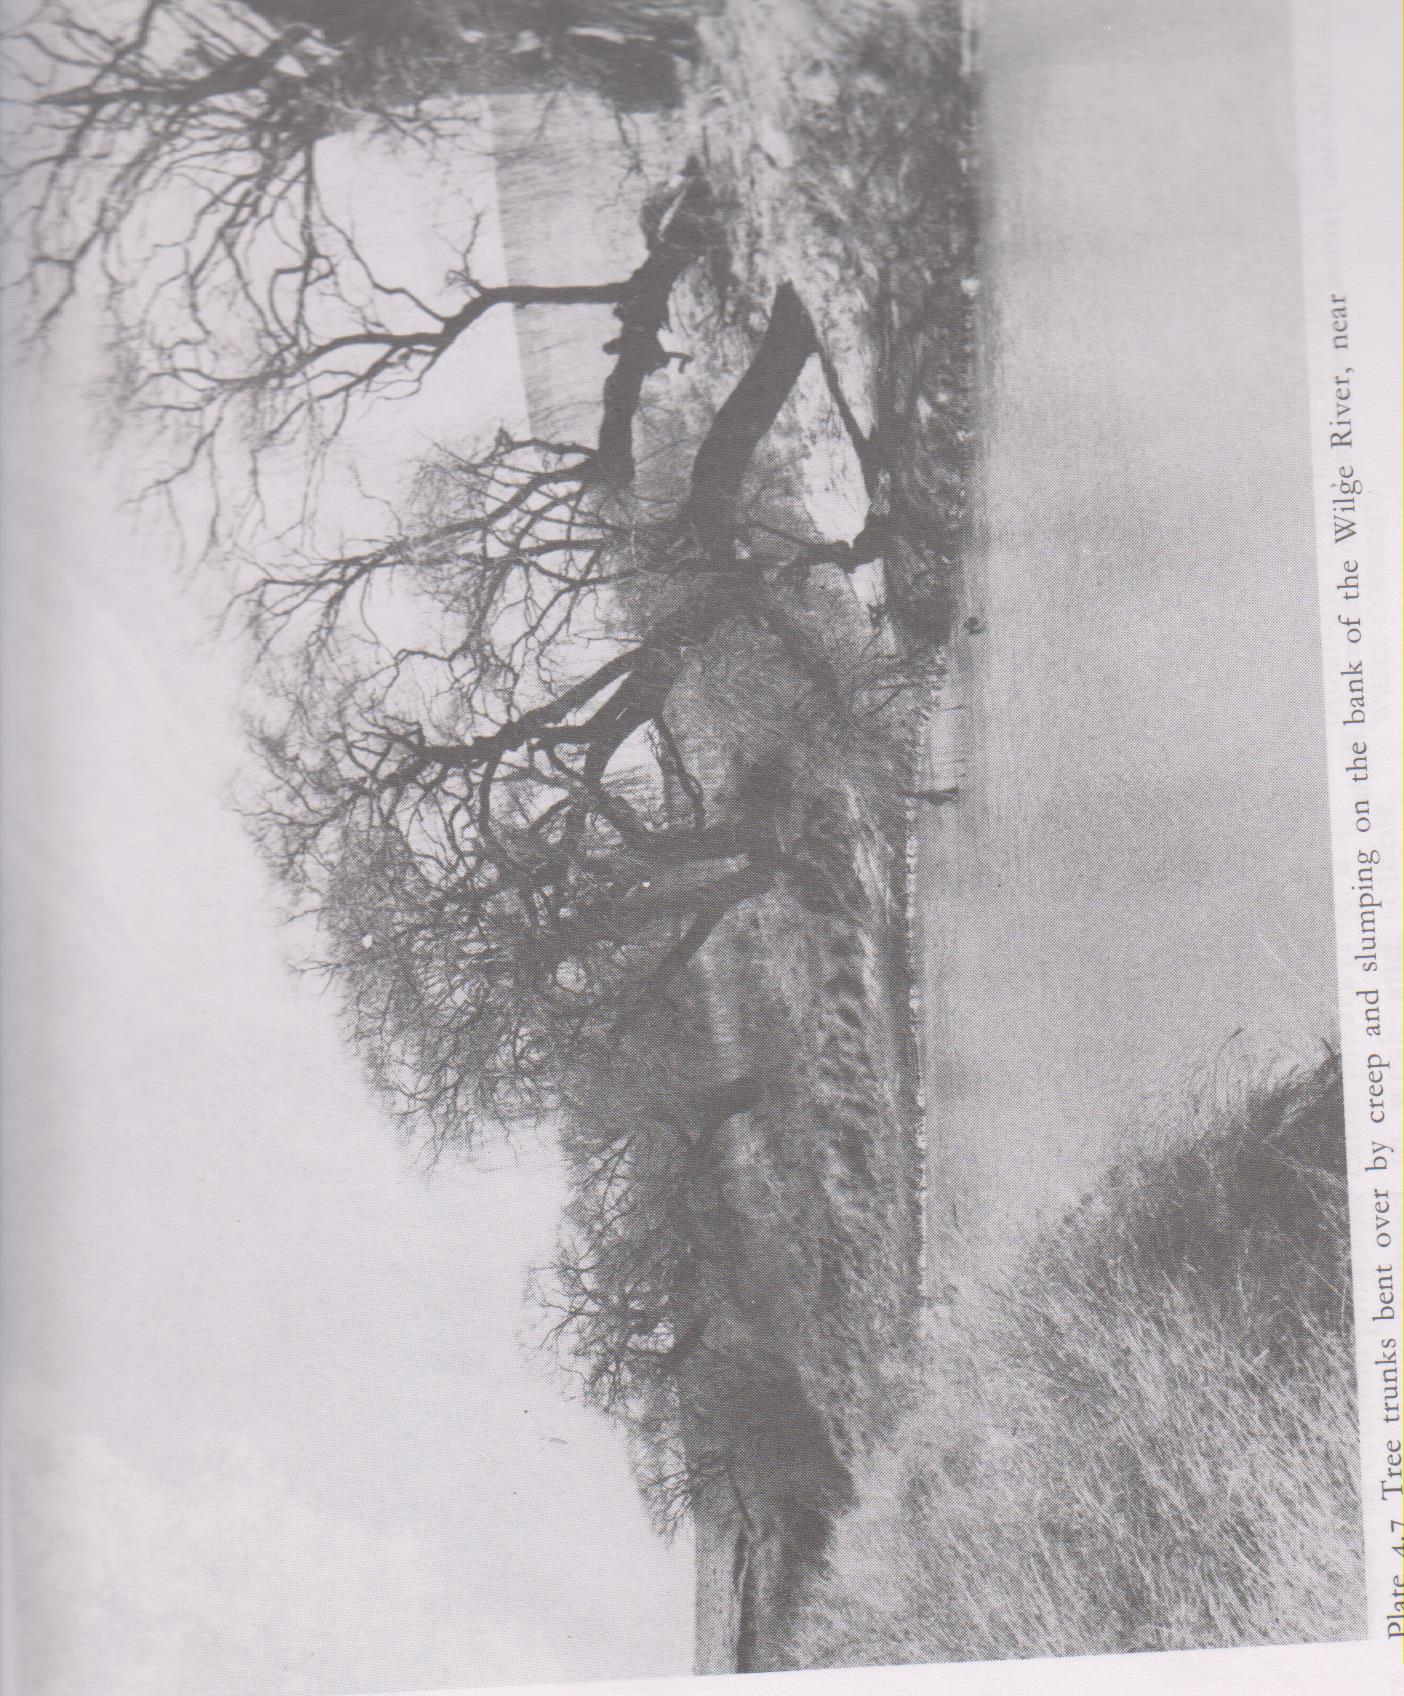 Plate 4.7 Tree trunks bent over by creep and slumping on the bank of the Wilge River, near